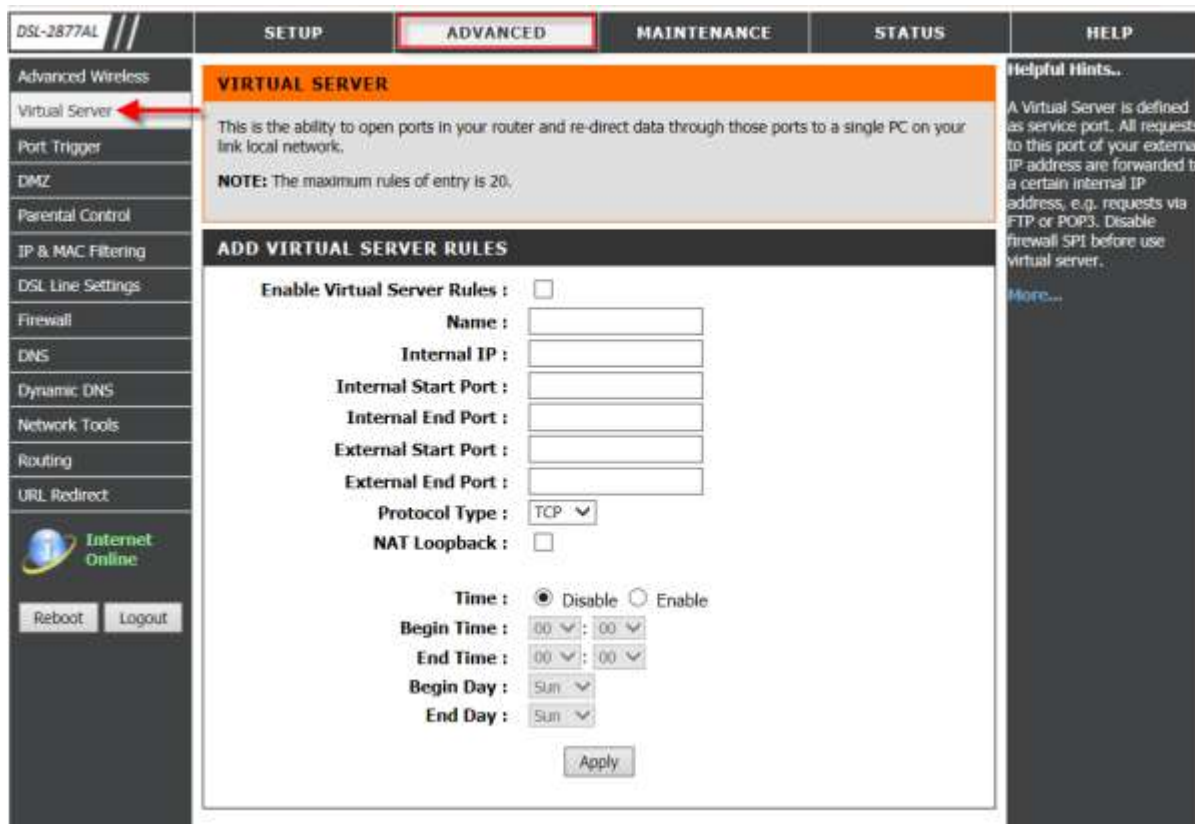 DSL-2877AL
SETUP
ADVANCED
MAINTENANCE
STATUS
HELP
Advanced Wireless
Virtual Server
Port Trigger
DMZ
Parental Control
IP & MAC Filtering
DSL Line Settings
Firewall
DNS
Dynamic DNS
Network Tools
Routing
URL Redirect
Internet
Online
Reboot
Logout
VIRTUAL SERVER
This is the ability to open ports in your router and re-direct data through those ports to a single PC on your
link local network.
NOTE: The maximum rules of entry is 20.
ADD VIRTUAL SERVER RULES
Enable Virtual Server Rules :
Name :
Internal IP :
Internal Start Port :
Internal End Port :
External Start Port :
External End Port :
Protocol Type : TCP
NAT Loopback :
Time : Disable Enable
Begin Time : 00 : 00
End Time : 00 : 00
Begin Day : Sun
End Day : Sun
Apply
Helpful Hints..
A Virtual Server is defined
as service port. All request
to this port of your externa
IP address are forwarded t
a certain internal IP
address, e.g. requests via
FTP or POP3. Disable
firewall SPI before use
virtual server.
More...